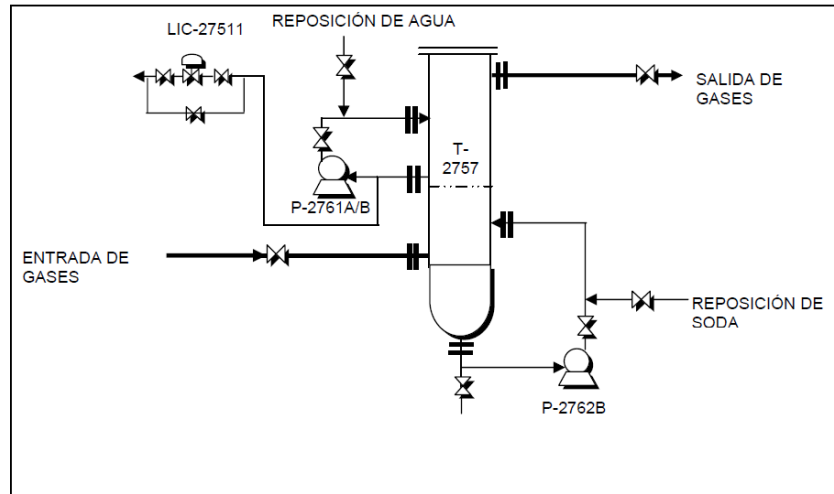 REPOSICIÓN DE AGUA
LIC-27511
SALIDA DE
GASES
T-
2757
P-2761A/B
ENTRADA DE
GASES
REPOSICIÓN DE
SODA
P-2762B